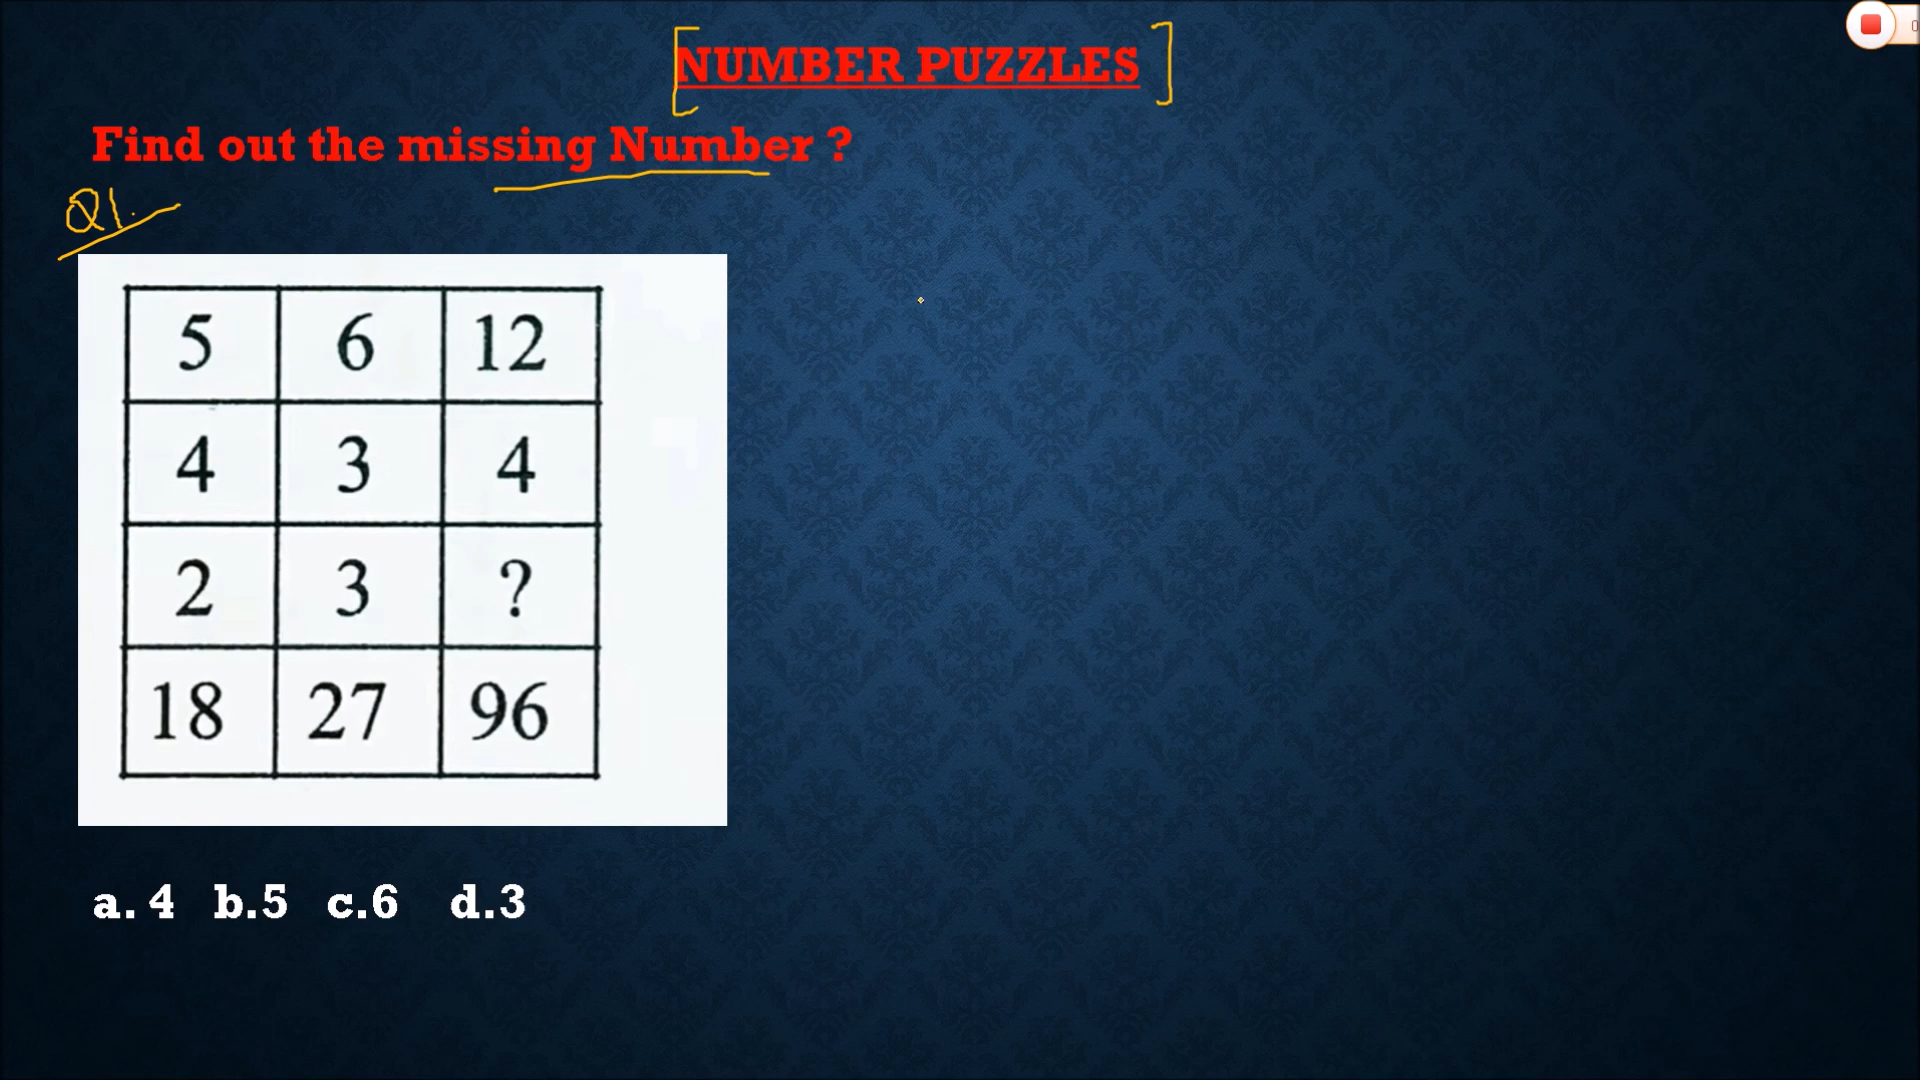 NUMBER PUZZLES
Find out the missing Number ?
Q1.
5 6 12
4 3 4
2 3 ?
18 27 96
a. 4 b.5 c.6 d.3